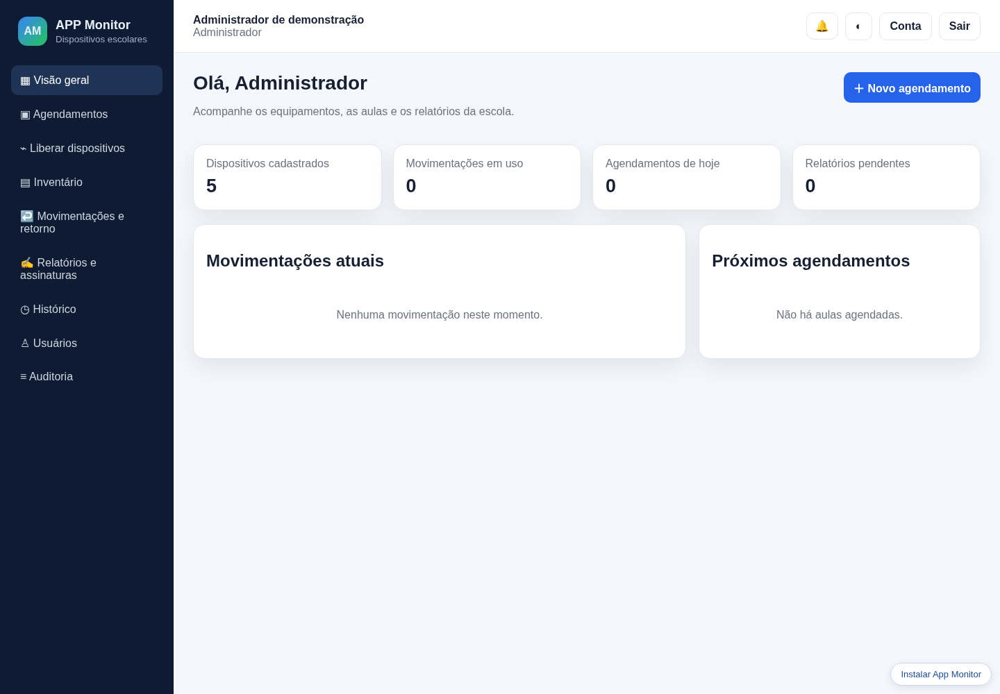 AM
APP Monitor
Dispositivos escolares
▦ Visão geral
▣ Agendamentos
⌁ Liberar dispositivos
▤ Inventário
↩️ Movimentações e
retorno
✍️ Relatórios e
assinaturas
◷ Histórico
♙ Usuários
≡ Auditoria
Administrador de demonstração
Administrador
🔔
◖
Conta
Sair
Olá, Administrador
Acompanhe os equipamentos, as aulas e os relatórios da escola.
＋ Novo agendamento
Dispositivos cadastrados
5
Movimentações em uso
0
Agendamentos de hoje
0
Relatórios pendentes
0
Movimentações atuais
Nenhuma movimentação neste momento.
Próximos agendamentos
Não há aulas agendadas.
Instalar App Monitor